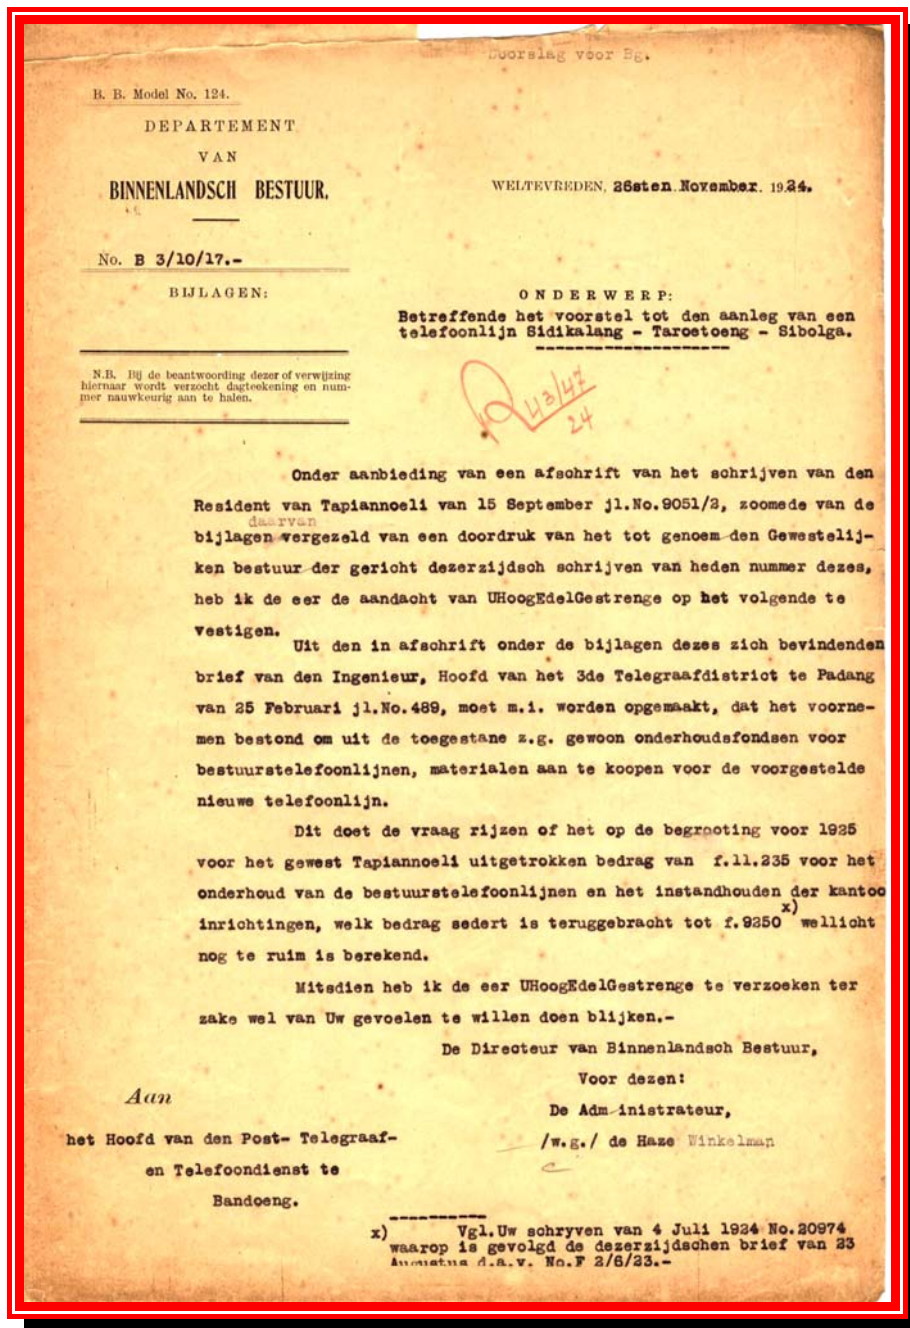 Doorslag voor Bg.
B. B. Model No. 124.
DEPARTEMENT
VAN
BINNENLANDSCH BESTUUR.
WELTEVREDEN, 26sten November. 1924.
No. B 3/10/17.-
BIJLAGEN:
ONDERWERP:
Betreffende het voorstel tot den aanleg van een
telefoonlijn Sidikalang - Taroetoeng - Sibolga.
N.B. Bij de beantwoording dezer of verwijzing
hiernaar wordt verzocht dagteekening en num-
mer nauwkeurig aan te halen.
43/47
24
Onder aanbieding van een afschrift van het schrijven van den
Resident van Tapiannoeli van 15 September jl.No.9051/2, zoomede van de
daarvan
bijlagen vergezeld van een doordruk van het tot genoem-den Gewestelij-
ken bestuur-der gericht dezerzijdsch schrijven van heden nummer dezes,
heb ik de eer de aandacht van UHoogEdelGestrenge op het volgende te
vestigen.
Uit den in afschrift onder de bijlagen dezes zich bevindenden
brief van den Ingenieur, Hoofd van het 3de Telegraafdistrict te Padang
van 25 Februari jl.No.489, moet m.i. worden opgemaakt, dat het voorne-
men bestond om uit de toegestane z.g. gewoon onderhoudsfondsen voor
bestuurstelefoonlijnen, materialen aan te koopen voor de voorgestelde
nieuwe telefoonlijn.
Dit doet de vraag rijzen of het op de begrooting voor 1925
voor het gewest Tapiannoeli uitgetrokken bedrag van f.11.235 voor het
onderhoud van de bestuurstelefoonlijnen en het instandhouden der kantoo
x)
inrichtingen, welk bedrag sedert is teruggebracht tot f.9250 wellicht
nog te ruim is berekend.
Mitsdien heb ik de eer UHoogEdelGestrenge te verzoeken ter
zake wel van Uw gevoelen te willen doen blijken.-
De Directeur van Binnenlandsch Bestuur,
Voor dezen:
De Adm-inistrateur,
/w.g./ de Haze Winkelman
Aan
het Hoofd van den Post- Telegraaf-
en Telefoondienst te
Bandoeng.
x) Vgl.Uw schryven van 4 Juli 1924 No.20974
waarop is gevolgd de dezerzijdschen brief van 23
Augustus d.a.v. No.F 2/6/23.-